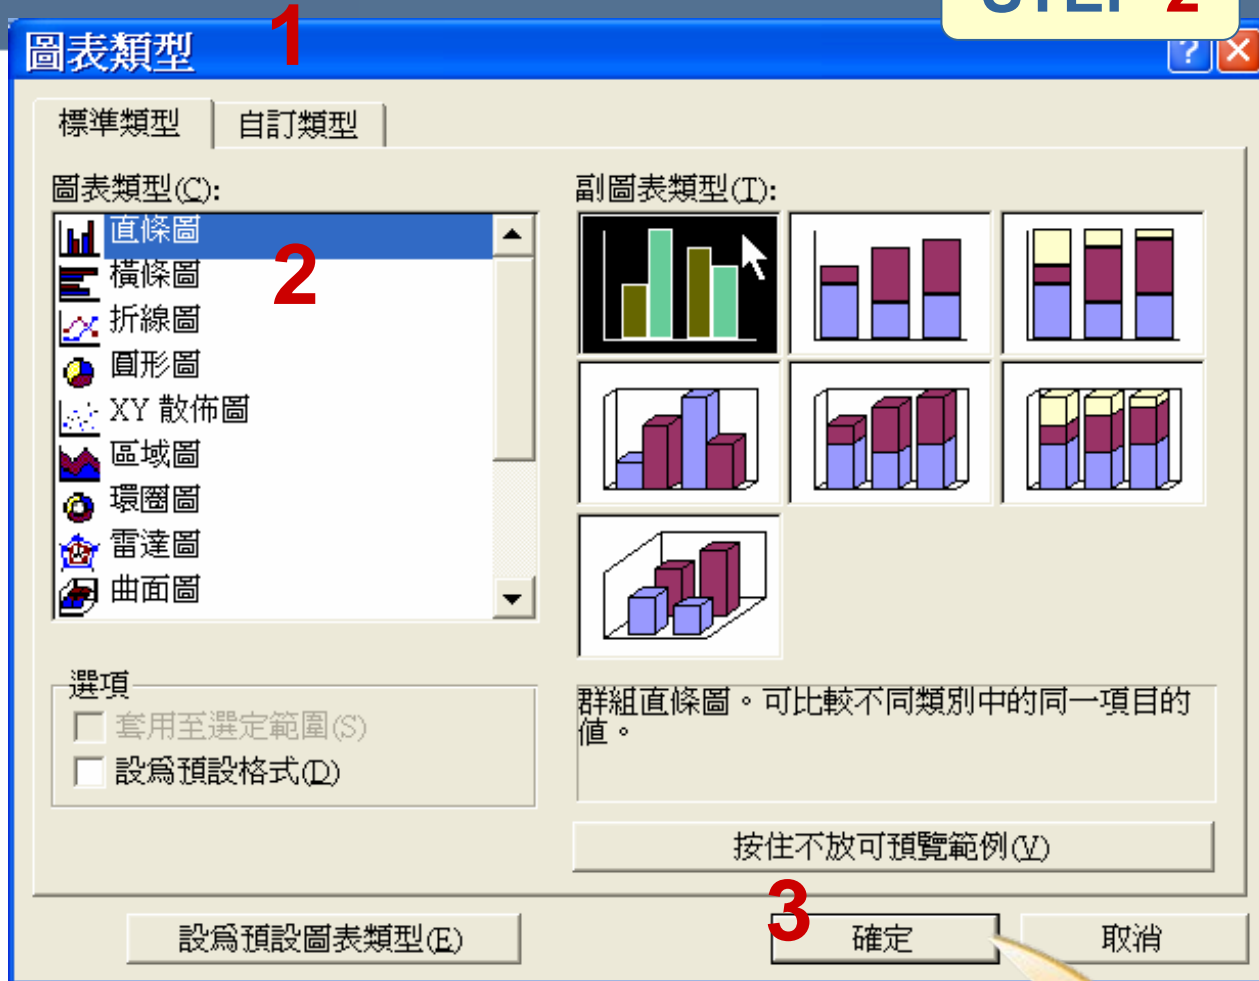 STEP 2
1
圖表類型
標準類型 自訂類型
圖表類型(C):
直條圖
2
橫條圖
折線圖
圓形圖
XY 散佈圖
區域圖
環圈圖
雷達圖
曲面圖
副圖表類型(T):
選項
套用至選定範圍(S)
設為預設格式(D)
群組直條圖。可比較不同類別中的同一項目的
值。
按住不放可預覽範例(V)
3
設為預設圖表類型(E) 確定 取消